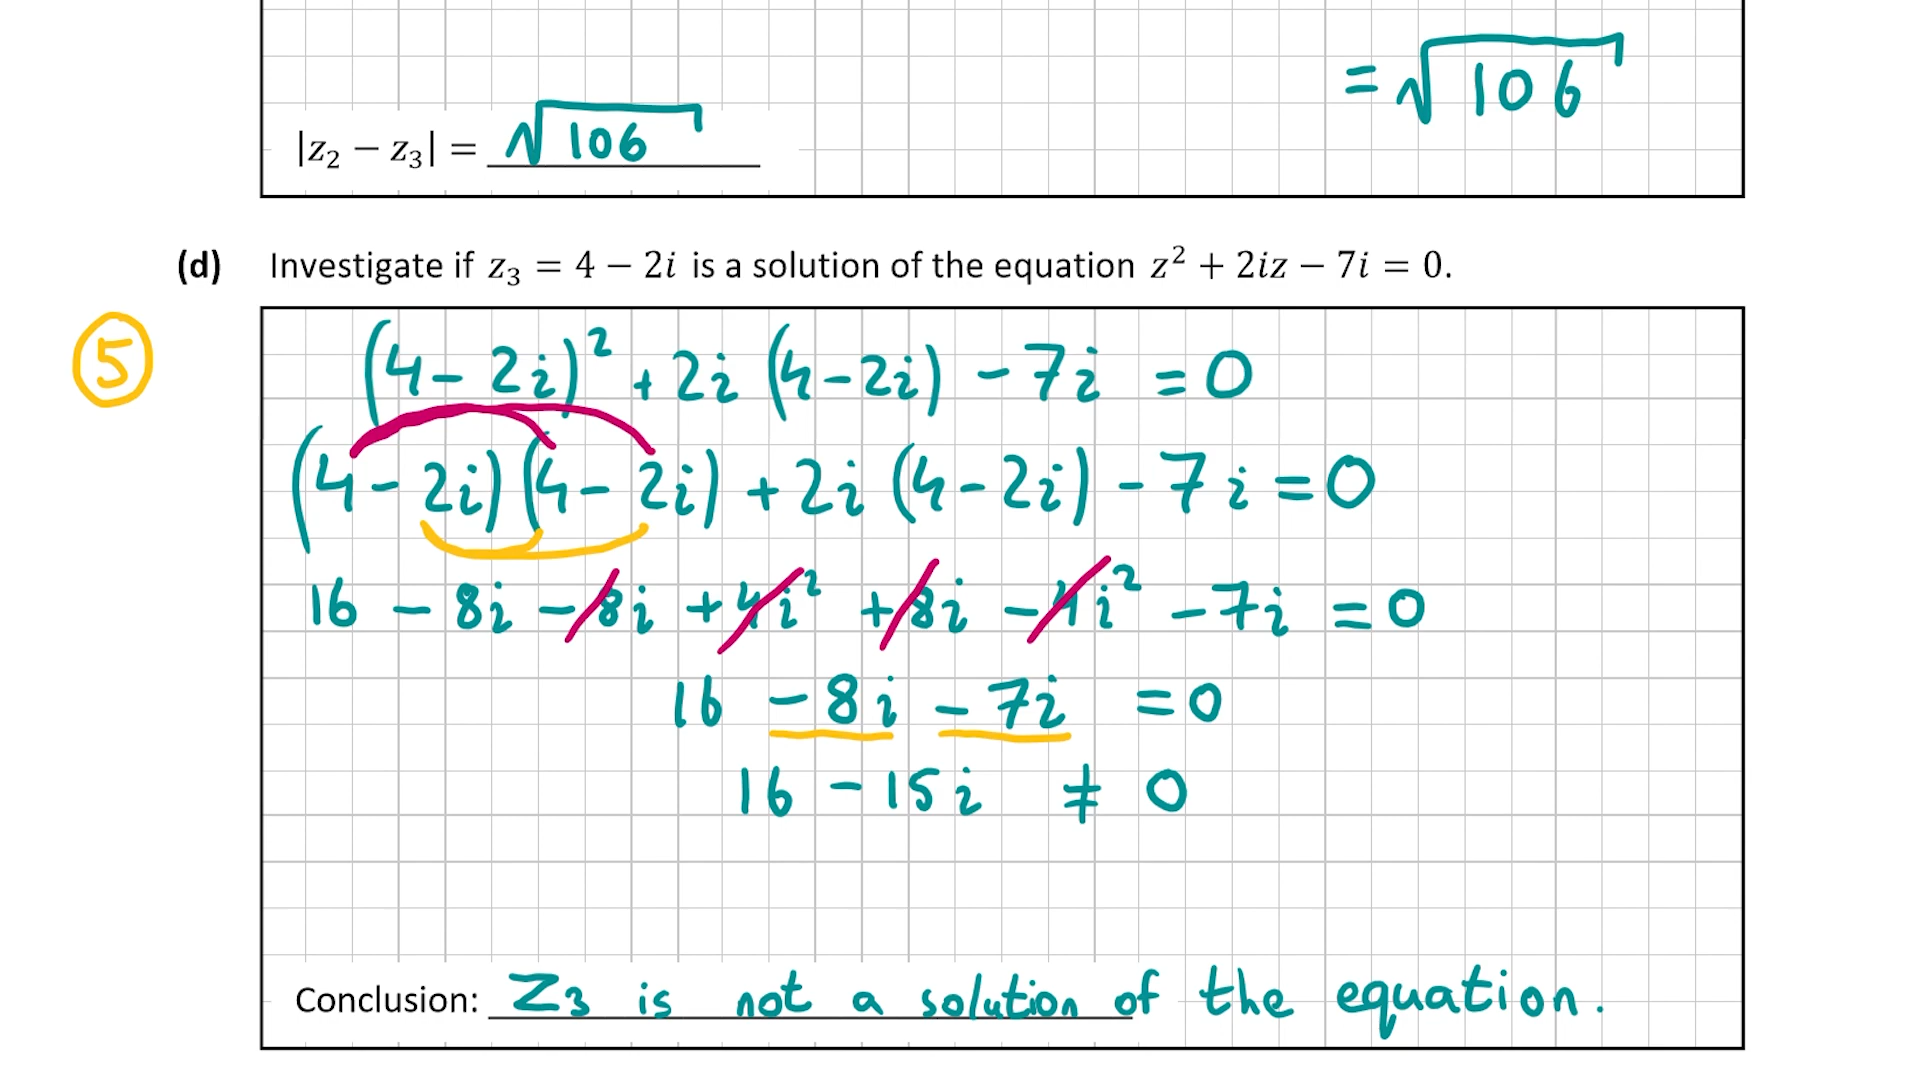 = √106
|z₂ − z₃| = √106
(d) Investigate if z₃ = 4 − 2i is a solution of the equation z² + 2iz − 7i = 0.
5
(4 − 2i)² + 2i (4 − 2i) − 7i = 0
(4 − 2i)(4 − 2i) + 2i (4 − 2i) − 7i = 0
16 − 8i − 8i + 4i² + 8i − 4i² − 7i = 0
16 − 8i − 7i = 0
16 − 15i ≠ 0
Conclusion: Z₃ is not a solution of the equation.